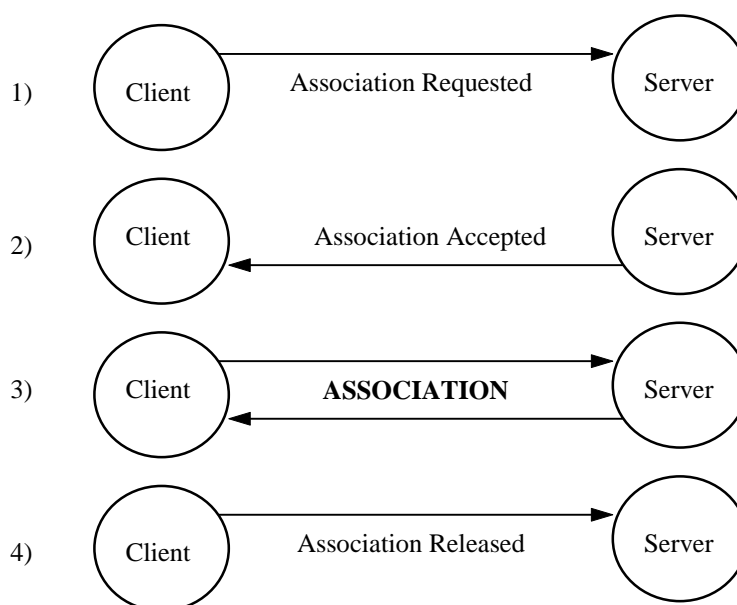 1) Client Association Requested Server
2) Client Association Accepted Server
3) Client ASSOCIATION Server
4) Client Association Released Server